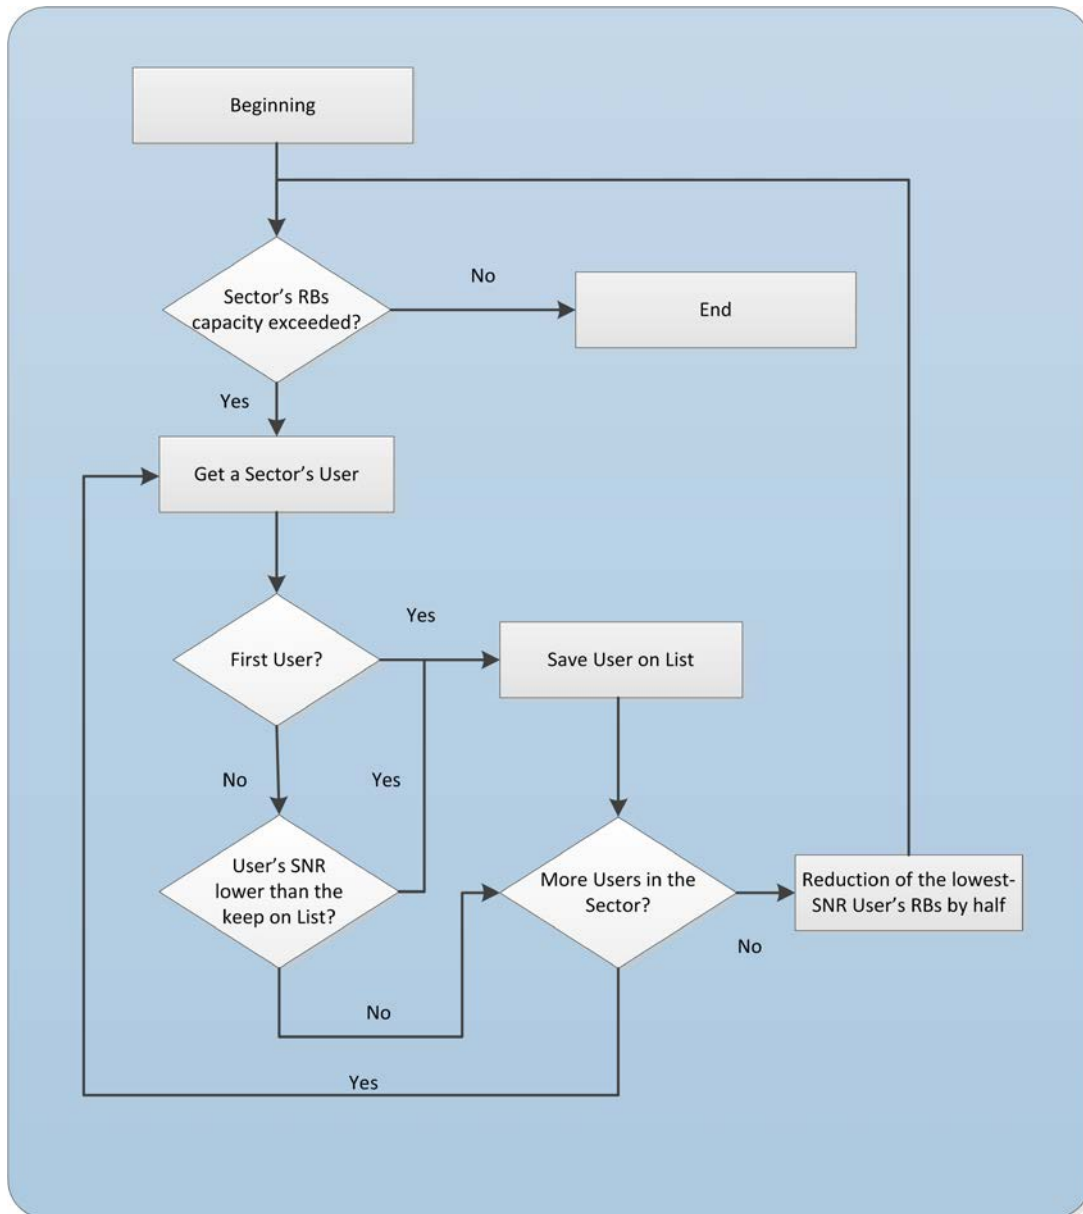 Beginning
Sector’s RBs
capacity exceeded?
No
End
Yes
Get a Sector’s User
First User?
Yes
Save User on List
No
Yes
User’s SNR
lower than the
keep on List?
More Users in the
Sector?
Reduction of the lowest-
SNR User’s RBs by half
No
No
Yes